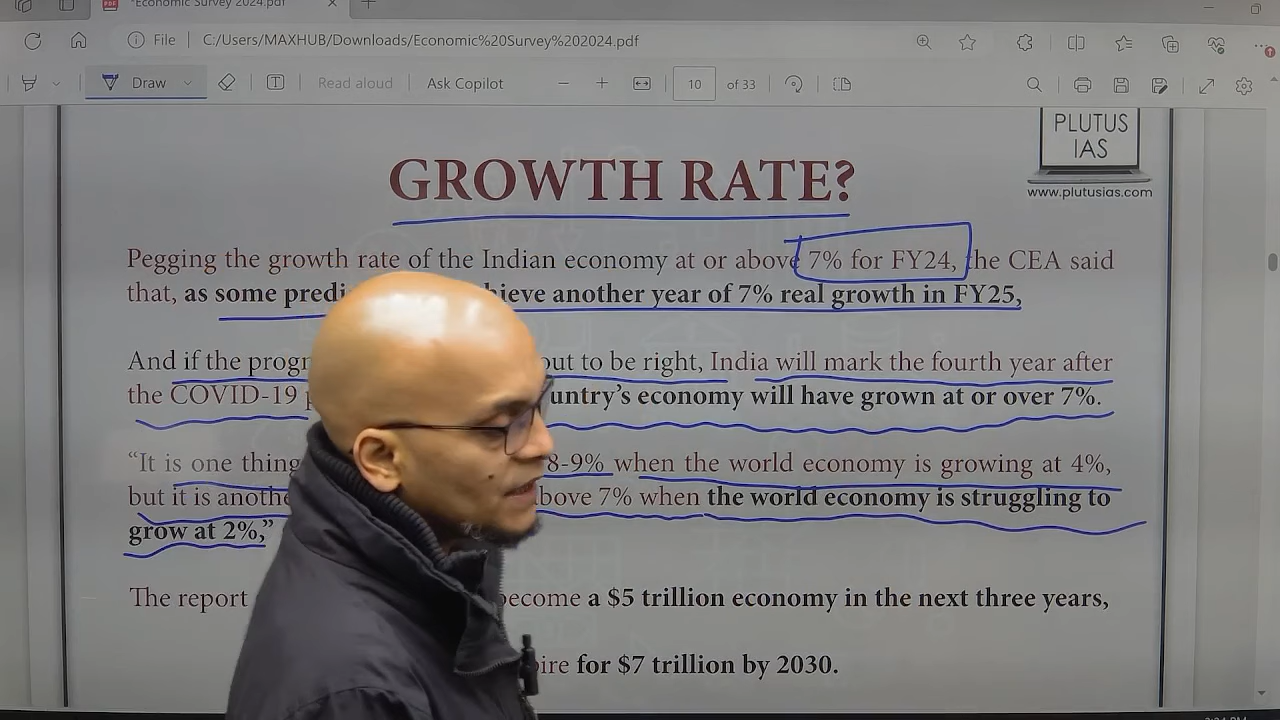 *Economic Survey 2024.pdf
File C:/Users/MAXHUB/Downloads/Economic%20Survey%202024.pdf
Draw Read aloud Ask Copilot 10 of 33
PLUTUS
IAS
www.plutusias.com
GROWTH RATE?
Pegging the growth rate of the Indian economy at or above 7% for FY24, the CEA said
that, as some predi hieve another year of 7% real growth in FY25,
And if the progn out to be right, India will mark the fourth year after
the COVID-19 untry's economy will have grown at or over 7%.
“It is one thing 8-9% when the world economy is growing at 4%,
but it is anothe above 7% when the world economy is struggling to
grow at 2%,”
The report become a $5 trillion economy in the next three years,
pire for $7 trillion by 2030.